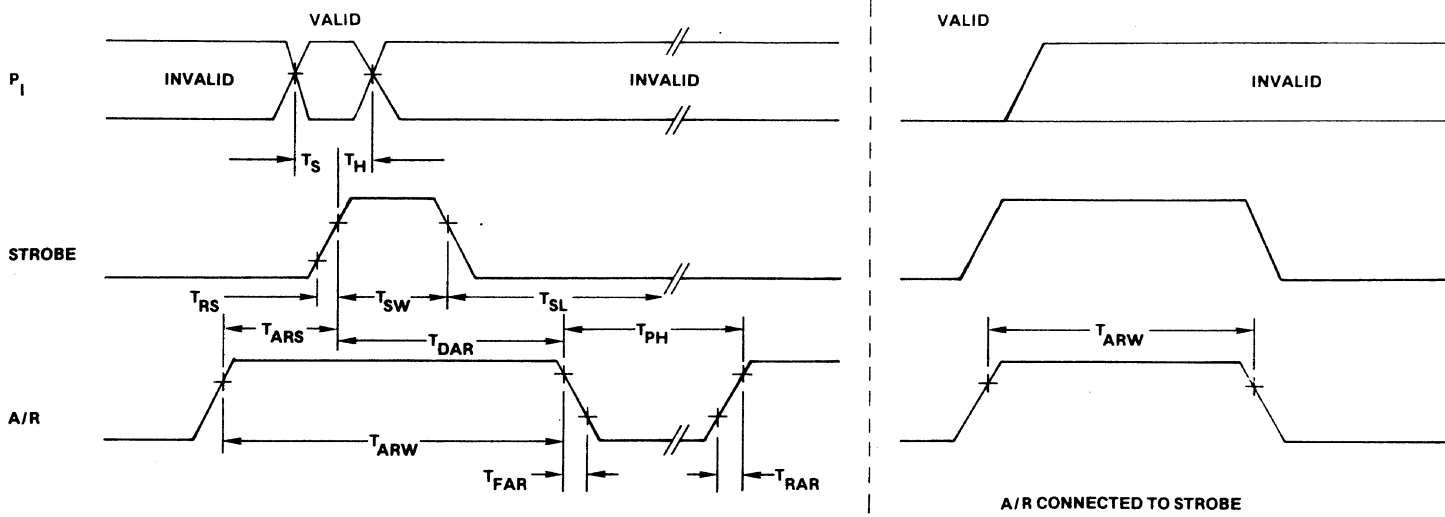 VALID
P_I
INVALID
INVALID
T_S
T_H
STROBE
T_RS
T_SW
T_SL
T_ARS
T_DAR
T_PH
A/R
T_ARW
T_FAR
T_RAR
VALID
INVALID
T_ARW
A/R CONNECTED TO STROBE